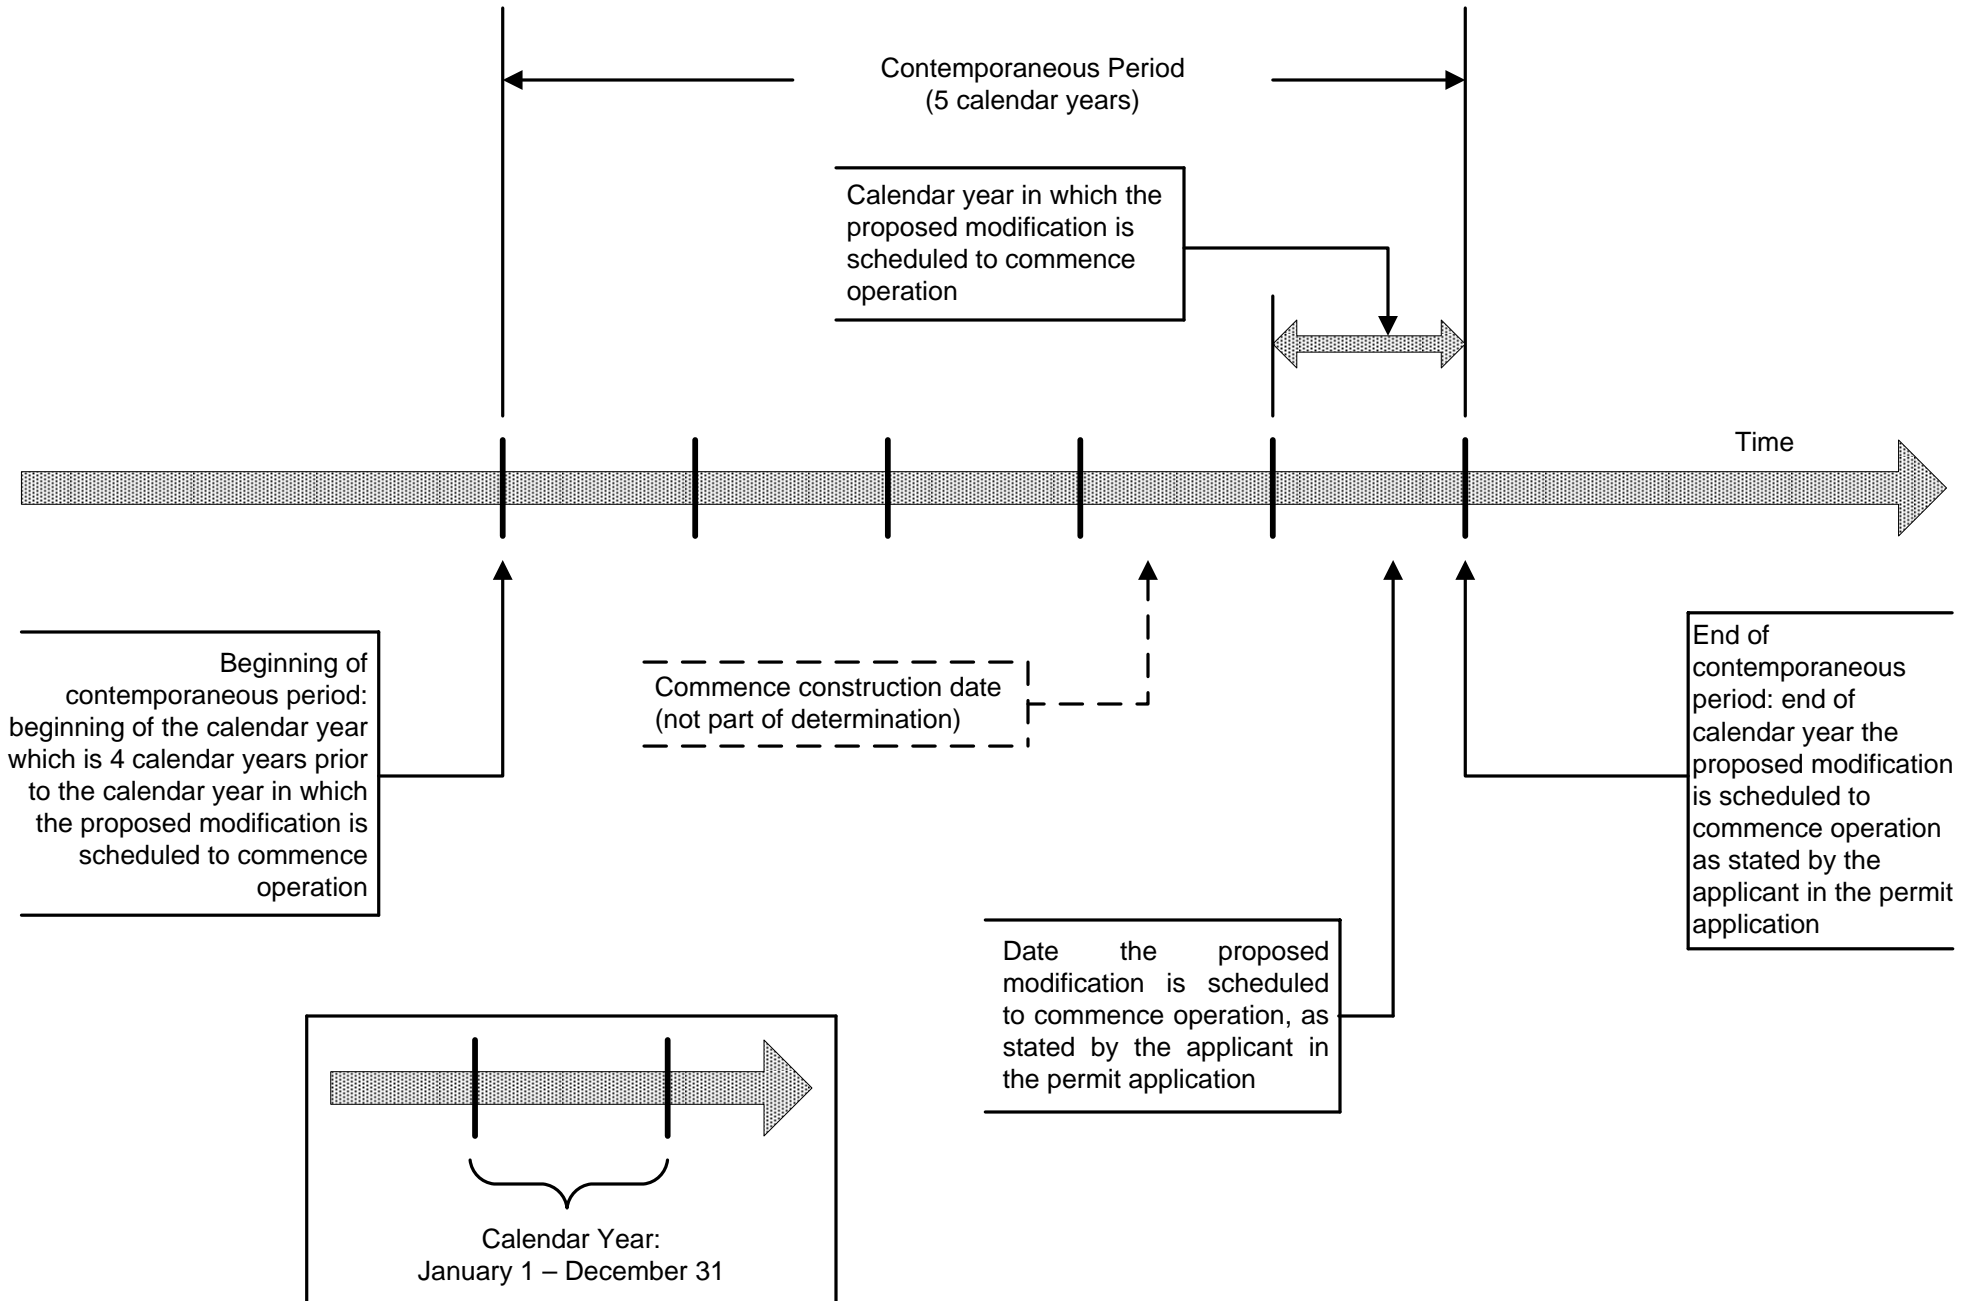 Contemporaneous Period
(5 calendar years)
Calendar year in which the
proposed modification is
scheduled to commence
operation
Time
Beginning of
contemporaneous period:
beginning of the calendar year
which is 4 calendar years prior
to the calendar year in which
the proposed modification is
scheduled to commence
operation
Commence construction date
(not part of determination)
End of
contemporaneous
period: end of
calendar year the
proposed modification
is scheduled to
commence operation
as stated by the
applicant in the permit
application
Date the proposed
modification is scheduled
to commence operation, as
stated by the applicant in
the permit application
Calendar Year:
January 1 – December 31